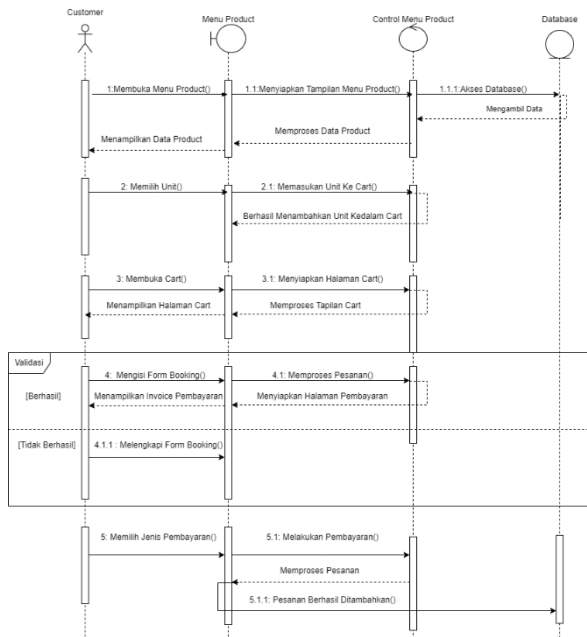 Customer
Menu Product
Control Menu Product
Database
1:Membuka Menu Product()
1.1:Menyiapkan Tampilan Menu Product()
1.1.1:Akses Database()
Mengambil Data
Memproses Data Product
Menampilkan Data Product
2: Memilih Unit()
2.1: Memasukan Unit Ke Cart()
Berhasil Menambahkan Unit Kedalam Cart
3: Membuka Cart()
3.1: Menyiapkan Halaman Cart()
Menampilkan Halaman Cart
Memproses Tapilan Cart
Validasi
4: Mengisi Form Booking()
4.1: Memproses Pesanan()
[Berhasil]
Menampilkan Invoice Pembayaran
Menyiapkan Halaman Pembayaran
[Tidak Berhasil]
4.1.1 : Melengkapi Form Booking()
5: Memilih Jenis Pembayaran()
5.1: Melakukan Pembayaran()
Memproses Pesanan
5.1.1: Pesanan Berhasil Ditambahkan()